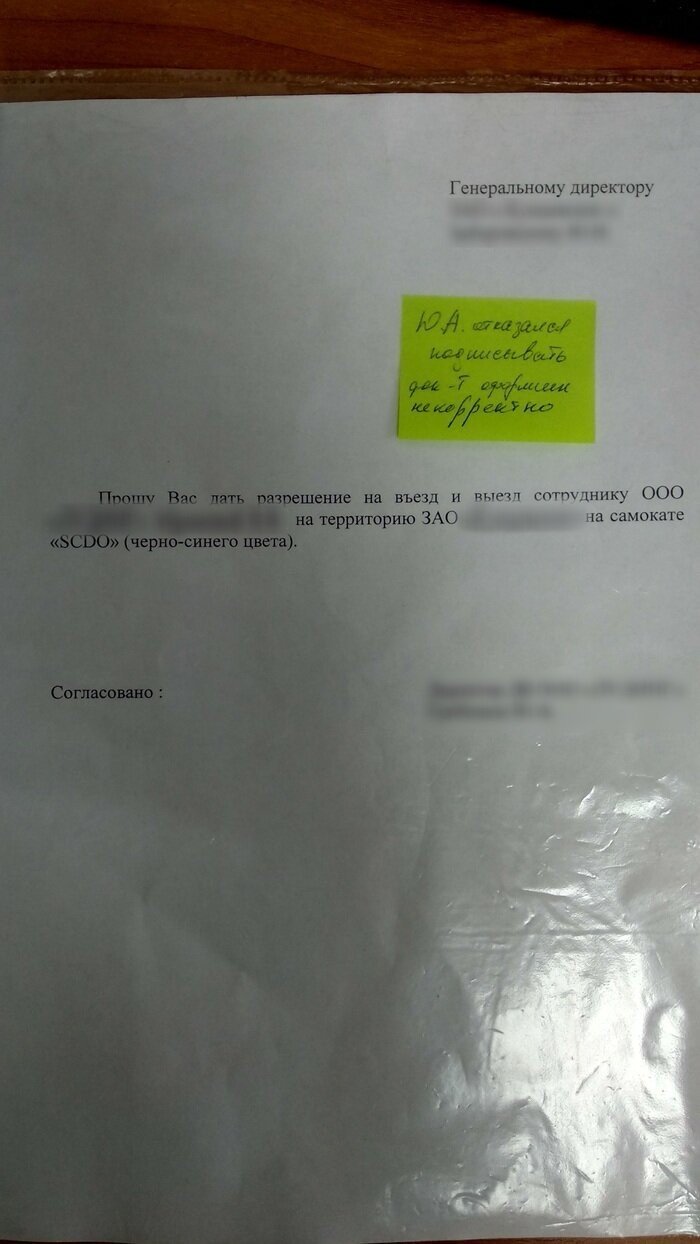 Генеральному директору
Ю.А. отказался
подписывать
док-т оформлен
некорректно
Прошу Вас дать разрешение на въезд и выезд сотруднику ООО
на территорию ЗАО на самокате
«SCDO» (черно-синего цвета).
Согласовано :